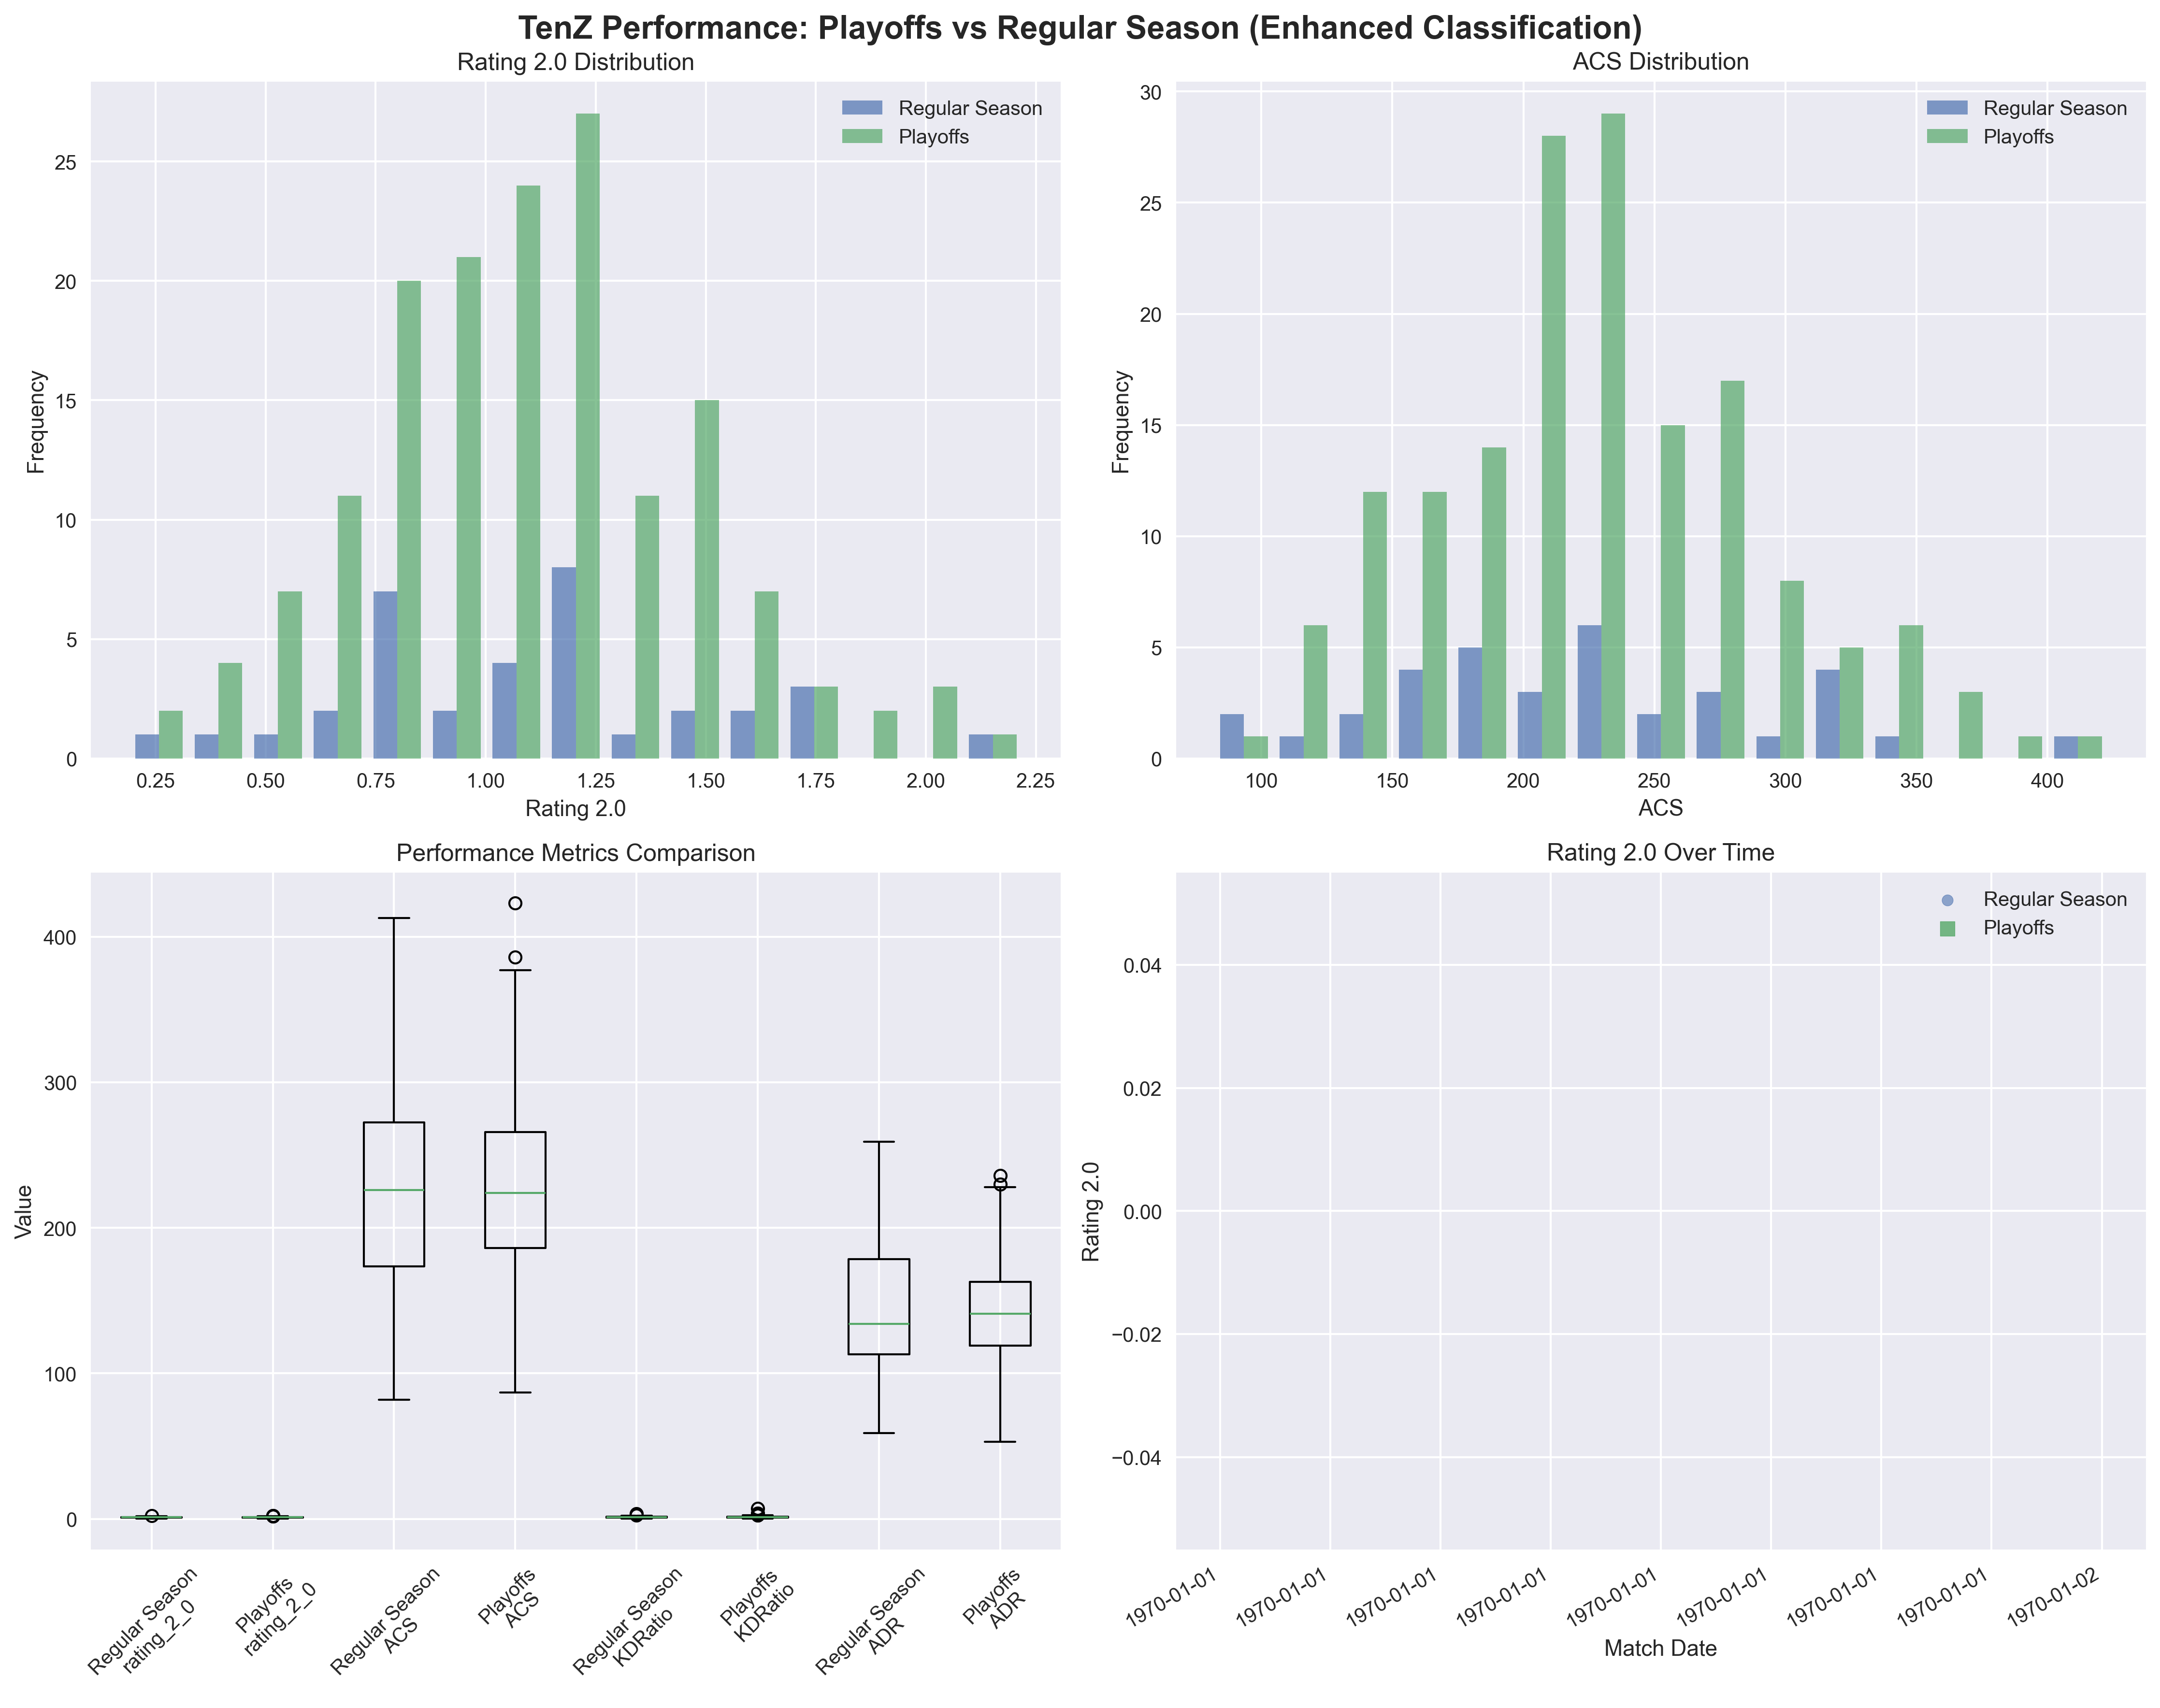 TenZ Performance: Playoffs vs Regular Season (Enhanced Classification)
Rating 2.0 Distribution
Regular Season
Playoffs
Frequency
25
20
15
10
5
0
0.25 0.50 0.75 1.00 1.25 1.50 1.75 2.00 2.25
Rating 2.0
ACS Distribution
Regular Season
Playoffs
Frequency
30
25
20
15
10
5
0
100 150 200 250 300 350 400
ACS
Performance Metrics Comparison
Value
400
300
200
100
0
Regular Season
rating_2_0
Playoffs
rating_2_0
Regular Season
ACS
Playoffs
ACS
Regular Season
KDRatio
Playoffs
KDRatio
Regular Season
ADR
Playoffs
ADR
Rating 2.0 Over Time
Regular Season
Playoffs
Rating 2.0
0.04
0.02
0.00
−0.02
−0.04
1970-01-01 1970-01-01 1970-01-01 1970-01-01 1970-01-01 1970-01-01 1970-01-01 1970-01-01 1970-01-02
Match Date